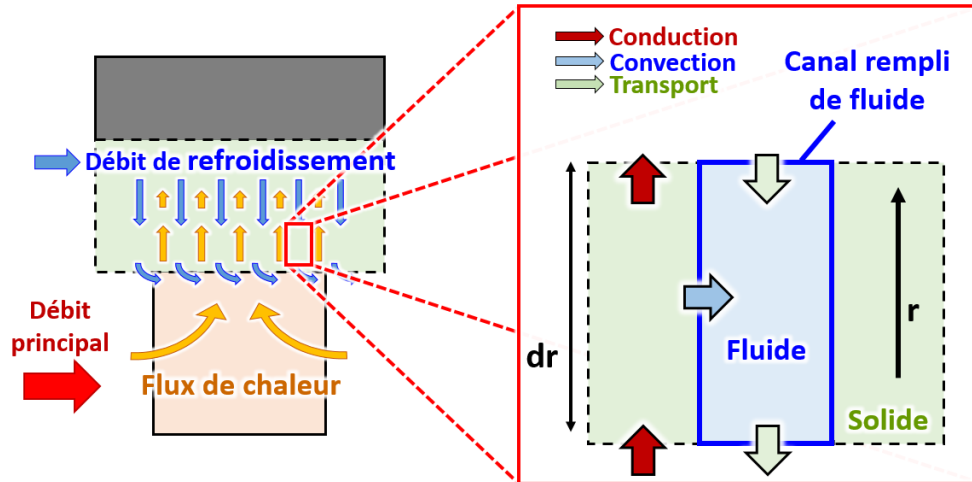 Débit de refroidissement
Débit
principal
Flux de chaleur
Conduction
Convection
Transport
Canal rempli
de fluide
dr
Fluide
r
Solide